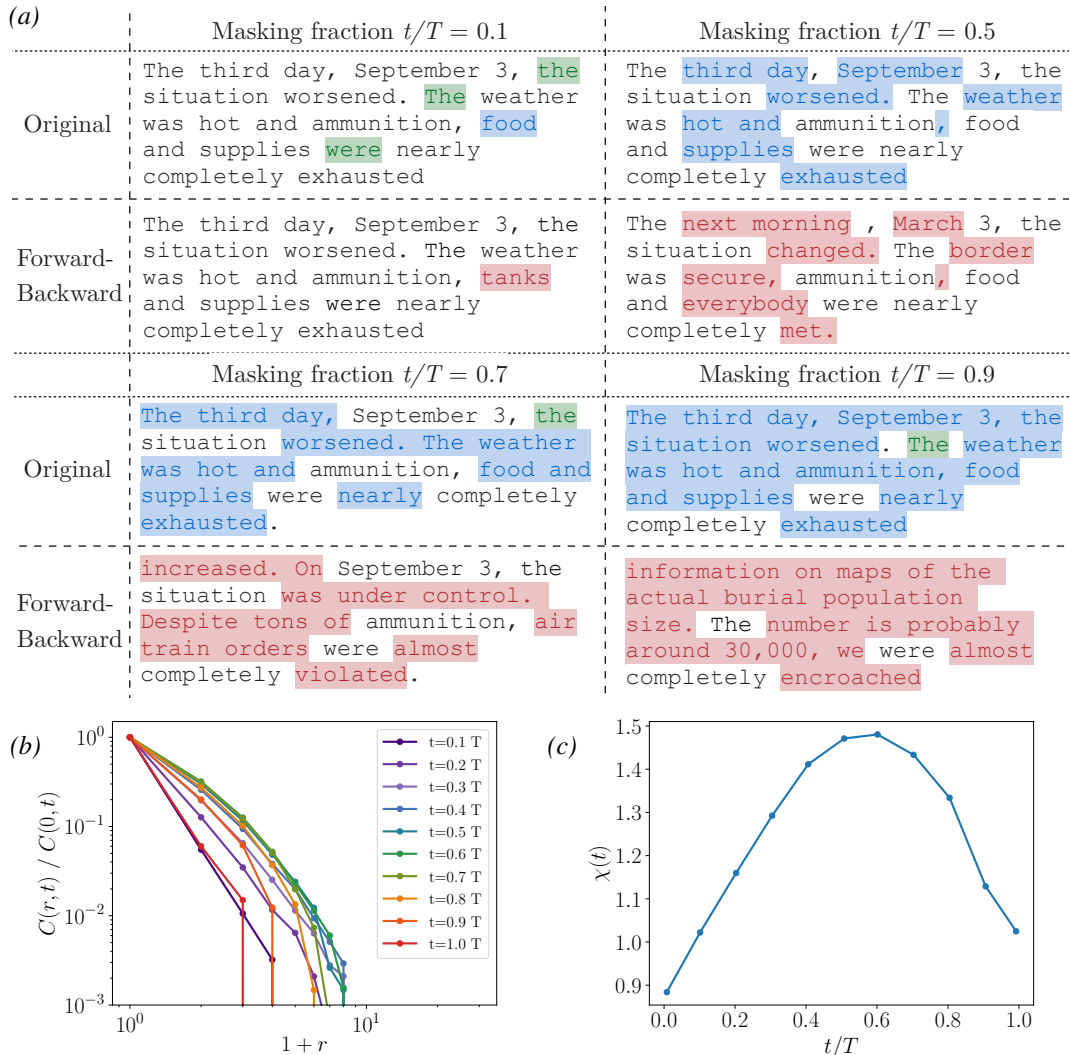 (a)
Masking fraction t/T = 0.1
Masking fraction t/T = 0.5
Original
The third day, September 3, the
situation worsened. The weather
was hot and ammunition, food
and supplies were nearly
completely exhausted
The third day, September 3, the
situation worsened. The weather
was hot and ammunition, food
and supplies were nearly
completely exhausted
Forward-
Backward
The third day, September 3, the
situation worsened. The weather
was hot and ammunition, tanks
and supplies were nearly
completely exhausted
The next morning , March 3, the
situation changed. The border
was secure, ammunition, food
and everybody were nearly
completely met.
Masking fraction t/T = 0.7
Masking fraction t/T = 0.9
Original
The third day, September 3, the
situation worsened. The weather
was hot and ammunition, food and
supplies were nearly completely
exhausted.
The third day, September 3, the
situation worsened. The weather
was hot and ammunition, food
and supplies were nearly
completely exhausted
Forward-
Backward
increased. On September 3, the
situation was under control.
Despite tons of ammunition, air
train orders were almost
completely violated.
information on maps of the
actual burial population
size. The number is probably
around 30,000, we were almost
completely encroached
(b)
C(r, t) / C(0, t)
10⁰
10⁻¹
10⁻²
10⁻³
10⁰
10¹
1 + r
t=0.1 T
t=0.2 T
t=0.3 T
t=0.4 T
t=0.5 T
t=0.6 T
t=0.7 T
t=0.8 T
t=0.9 T
t=1.0 T
(c)
χ(t)
1.5
1.4
1.3
1.2
1.1
1.0
0.9
0.0
0.2
0.4
0.6
0.8
1.0
t/T